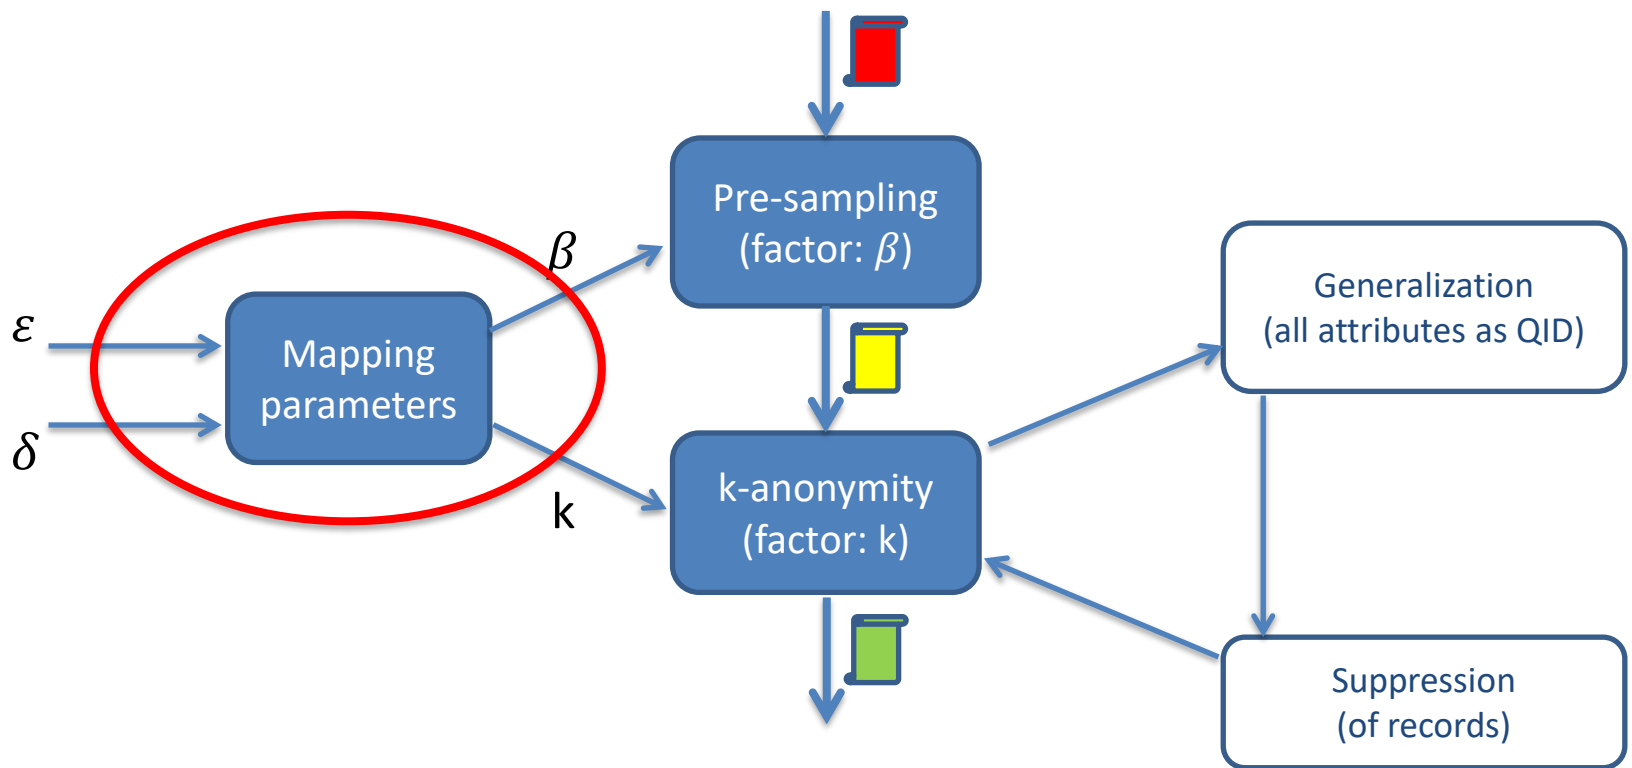 Pre-sampling
(factor: β)
β
ε
Mapping
parameters
δ
k
k-anonymity
(factor: k)
Generalization
(all attributes as QID)
Suppression
(of records)